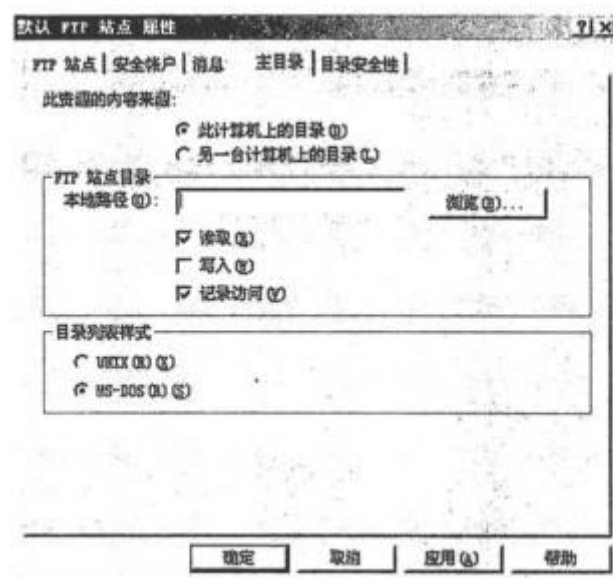 默认 FTP 站点 属性 ? ×
FTP 站点 安全帐户 消息 主目录 目录安全性
此资源的内容来源:
此计算机上的目录(D)
另一台计算机上的目录(L)
FTP 站点目录
本地路径(O): 浏览(B)...
读取(R)
写入(W)
记录访问(V)
目录列表样式
UNIX(R)(X)
MS-DOS(R)(S)
确定 取消 应用(A) 帮助